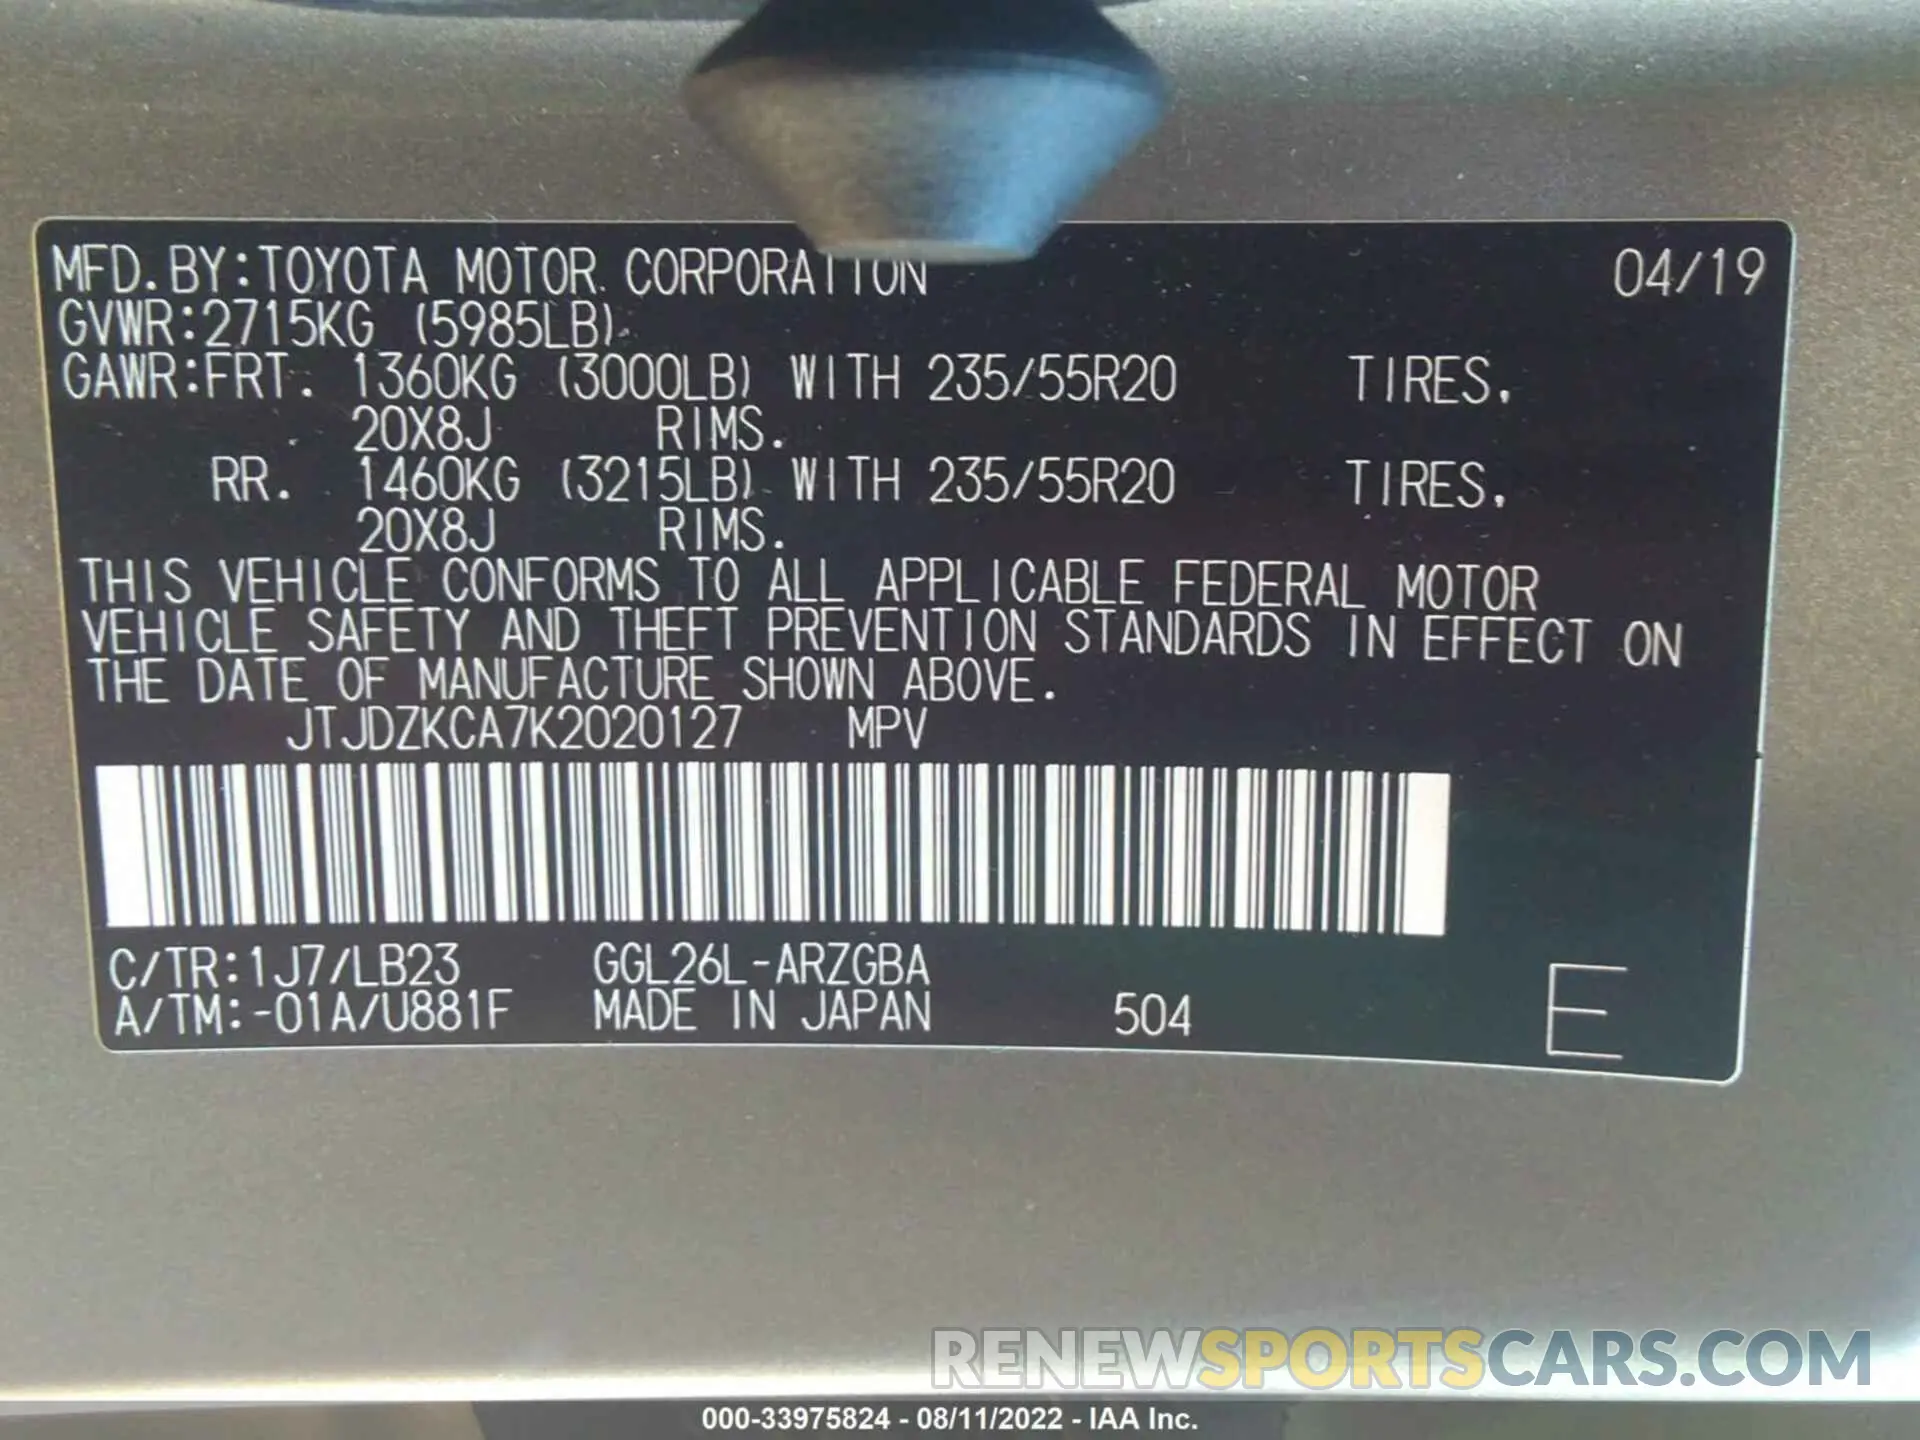 MFD.BY:TOYOTA MOTOR CORPORATION 04/19
GVWR:2715KG (5985LB)
GAWR:FRT. 1360KG (3000LB) WITH 235/55R20 TIRES,
20X8J RIMS.
RR. 1460KG (3215LB) WITH 235/55R20 TIRES,
20X8J RIMS.
THIS VEHICLE CONFORMS TO ALL APPLICABLE FEDERAL MOTOR
VEHICLE SAFETY AND THEFT PREVENTION STANDARDS IN EFFECT ON
THE DATE OF MANUFACTURE SHOWN ABOVE.
JTJDZKCA7K2020127 MPV
C/TR:1J7/LB23 GGL26L-ARZGBA
A/TM:-01A/U881F MADE IN JAPAN 504 E
RENEWSPORTSCARS.COM
000-33975824 - 08/11/2022 - IAA Inc.